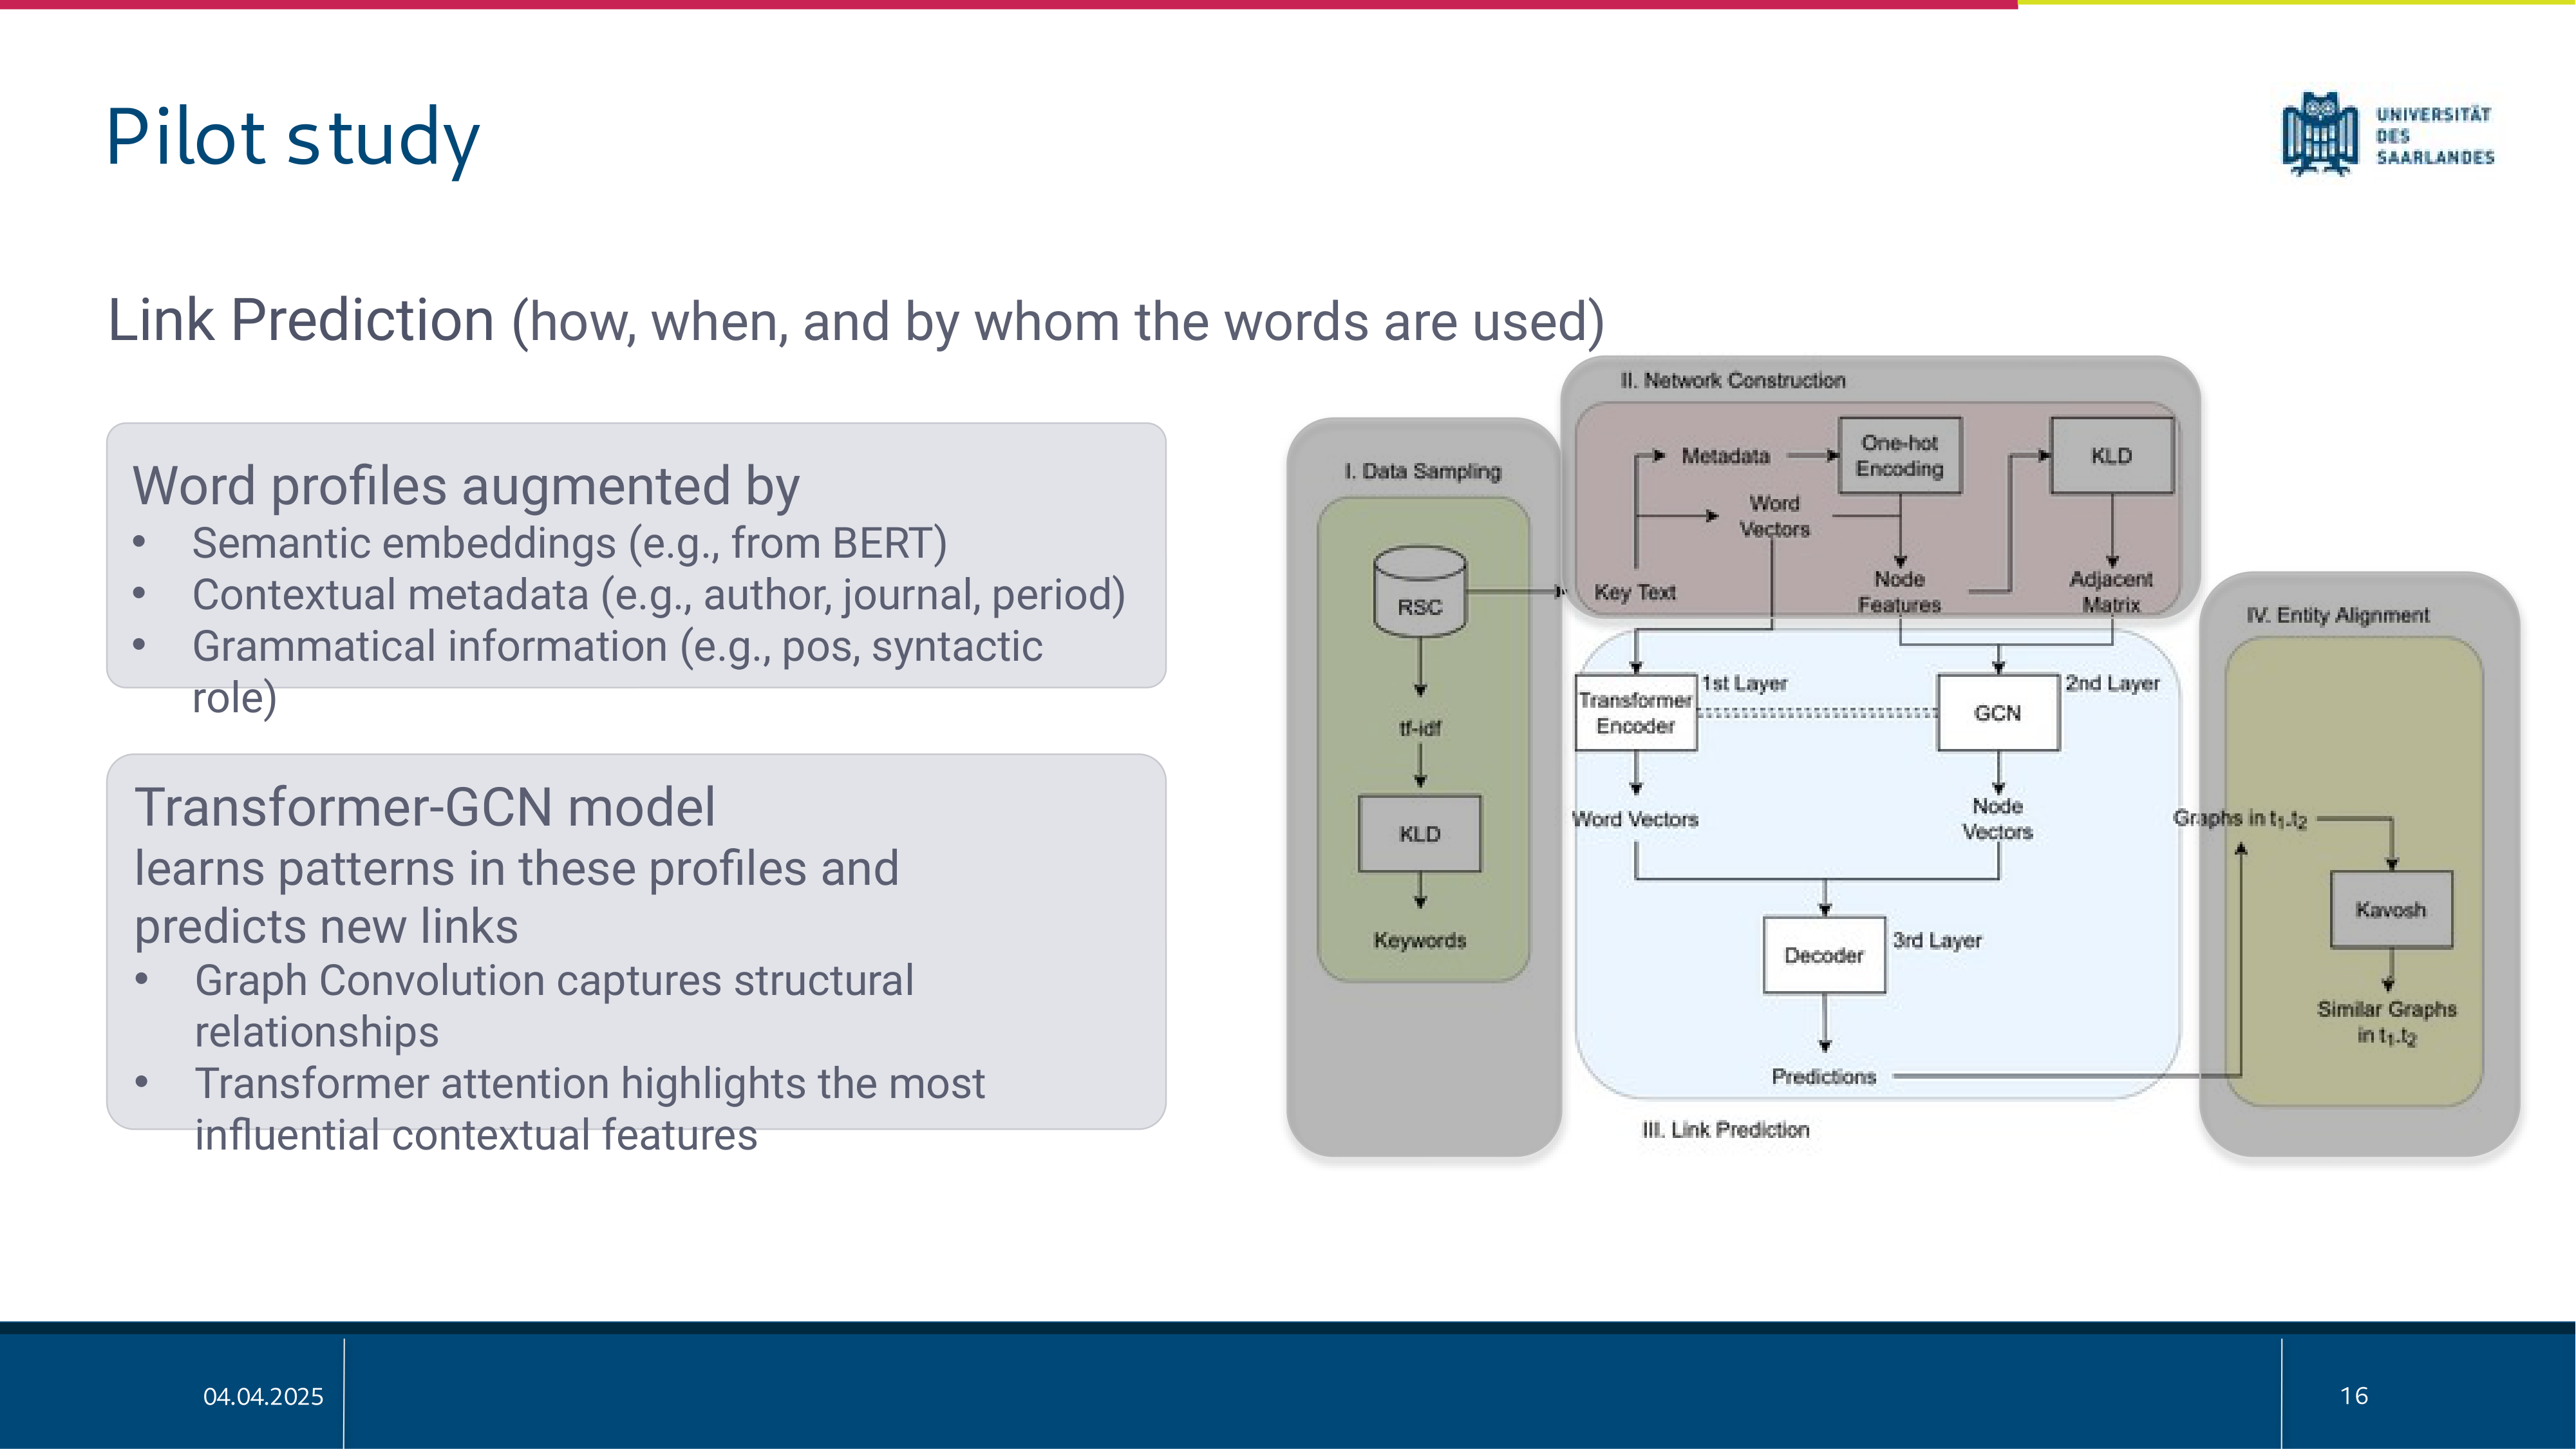 Pilot study
UNIVERSITÄT
DES
SAARLANDES
Link Prediction (how, when, and by whom the words are used)
Word profiles augmented by
• Semantic embeddings (e.g., from BERT)
• Contextual metadata (e.g., author, journal, period)
• Grammatical information (e.g., pos, syntactic
role)
Transformer-GCN model
learns patterns in these profiles and
predicts new links
• Graph Convolution captures structural
relationships
• Transformer attention highlights the most
influential contextual features
I. Data Sampling
RSC
tf-idf
KLD
Keywords
II. Network Construction
Metadata
One-hot
Encoding
KLD
Word
Vectors
Key Text
Node
Features
Adjacent
Matrix
Transformer
Encoder
1st Layer
GCN
2nd Layer
Word Vectors
Node
Vectors
Decoder
3rd Layer
Predictions
III. Link Prediction
IV. Entity Alignment
Graphs in t1.t2
Kavosh
Similar Graphs
in t1.t2
04.04.2025
16